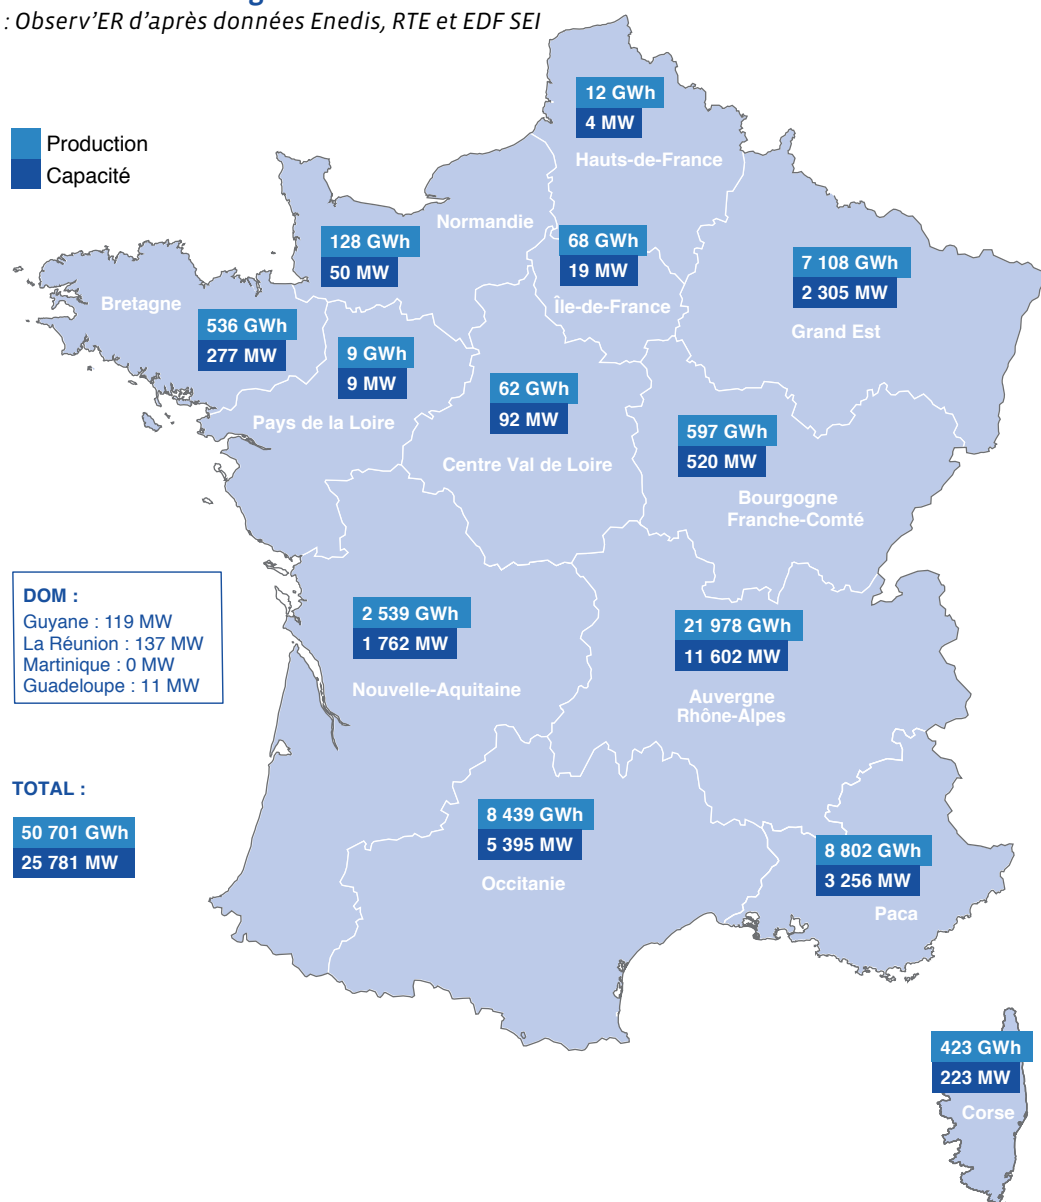 : Observ’ER d’après données Enedis, RTE et EDF SEI
Production
Capacité
12 GWh
4 MW
Hauts-de-France
Normandie
128 GWh
50 MW
68 GWh
19 MW
Île-de-France
7 108 GWh
2 305 MW
Grand Est
Bretagne
536 GWh
277 MW
9 GWh
9 MW
Pays de la Loire
62 GWh
92 MW
Centre Val de Loire
597 GWh
520 MW
Bourgogne
Franche-Comté
DOM :
Guyane : 119 MW
La Réunion : 137 MW
Martinique : 0 MW
Guadeloupe : 11 MW
2 539 GWh
1 762 MW
Nouvelle-Aquitaine
21 978 GWh
11 602 MW
Auvergne
Rhône-Alpes
TOTAL :
50 701 GWh
25 781 MW
8 439 GWh
5 395 MW
Occitanie
8 802 GWh
3 256 MW
Paca
423 GWh
223 MW
Corse